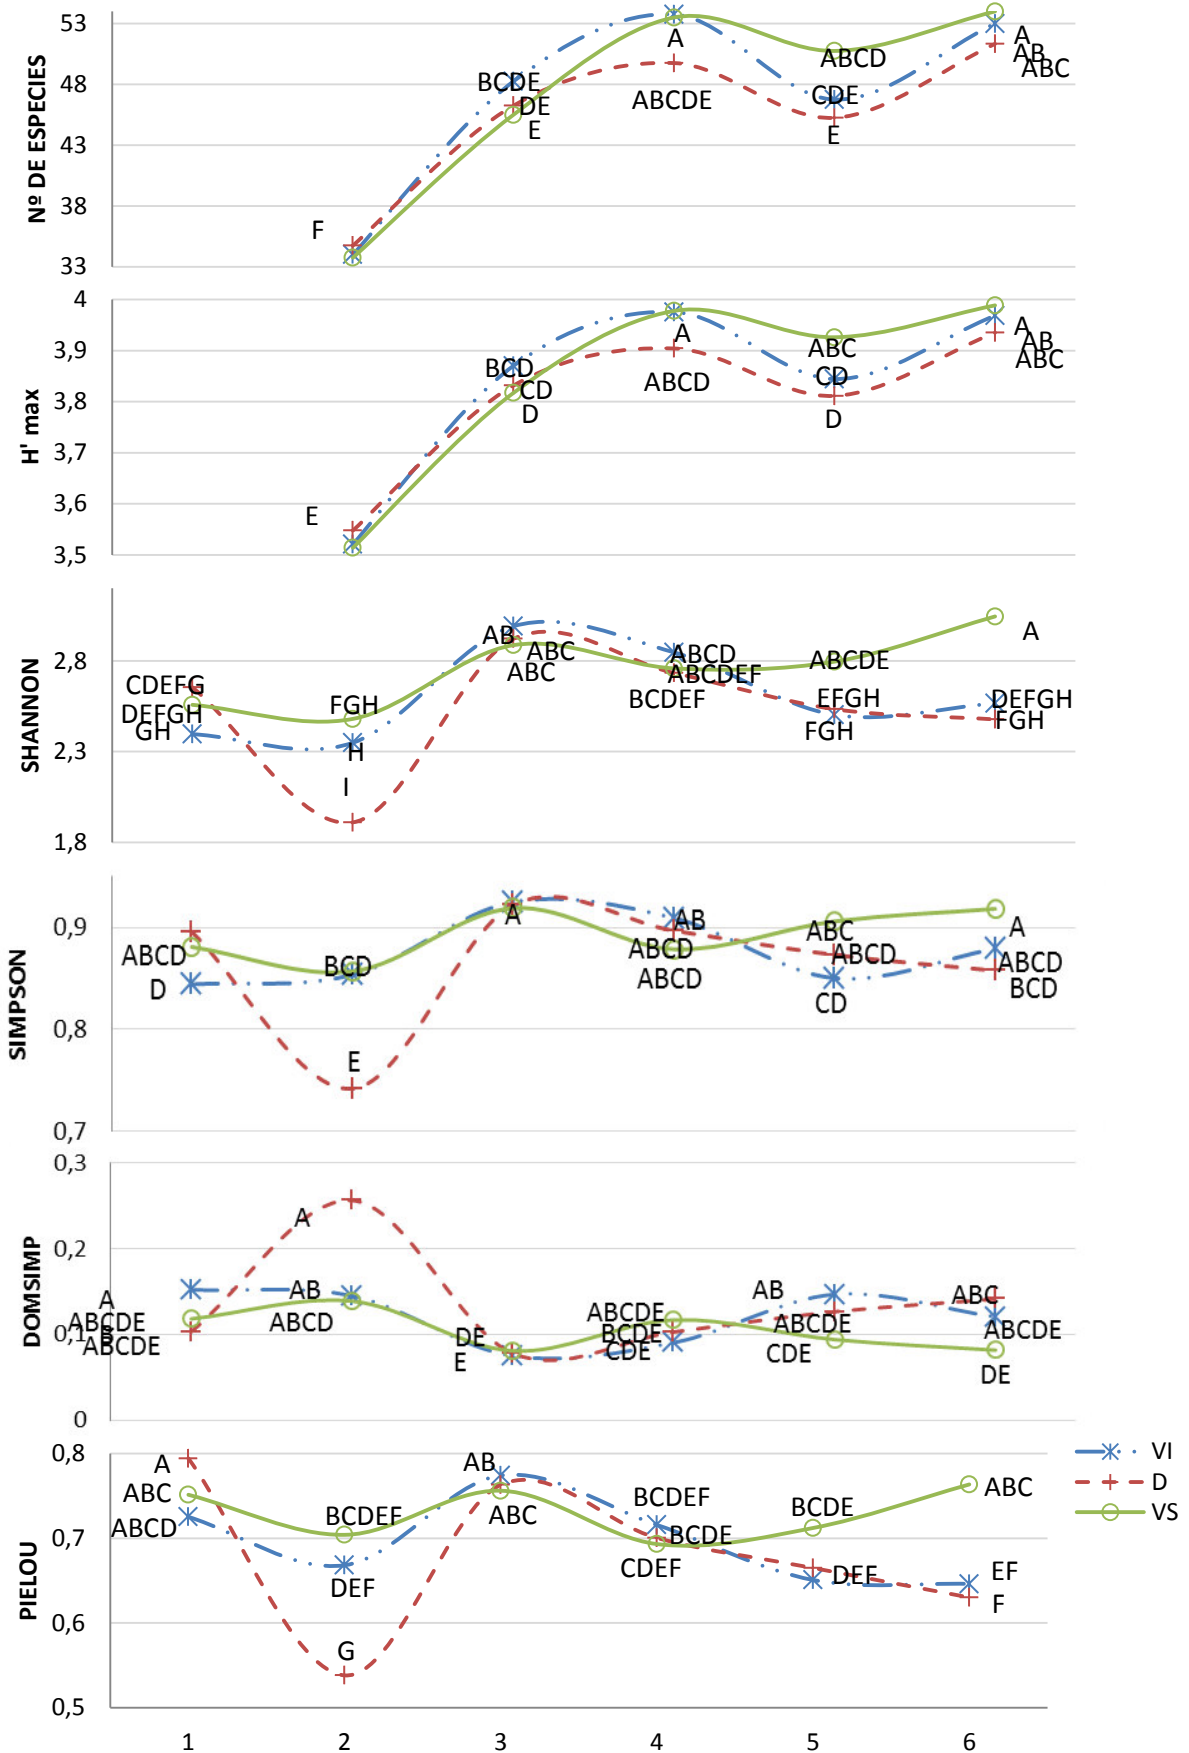 53
48
43
38
33
Nº DE ESPECIES
F
BCDE
DE
E
A
ABCDE
ABCD
CDE
E
A
AB
ABC
4
3,9
3,8
3,7
3,6
3,5
H' max
E
BCD
CD
D
A
ABCD
ABC
CD
D
A
AB
ABC
2,8
2,3
1,8
SHANNON
CDEFG
DEFGH
GH
FGH
H
I
AB
ABC
ABC
ABCD
ABCDEF
BCDEF
ABCDE
EFGH
FGH
A
DEFGH
FGH
0,9
0,8
0,7
SIMPSON
ABCD
D
BCD
E
A
AB
ABCD
ABCD
ABC
ABCD
CD
A
ABCD
BCD
0,3
0,2
0,1
0
DOMSIMP
A
ABCDE
B
ABCDE
A
AB
ABCD
DE
E
ABCDE
BCDE
CDE
AB
ABCDE
CDE
ABC
ABCDE
DE
0,8
0,7
0,6
0,5
PIELOU
A
ABC
ABCD
BCDEF
DEF
G
AB
ABC
BCDEF
BCDE
CDEF
BCDE
DEF
ABC
EF
F
VI
D
VS
1 2 3 4 5 6